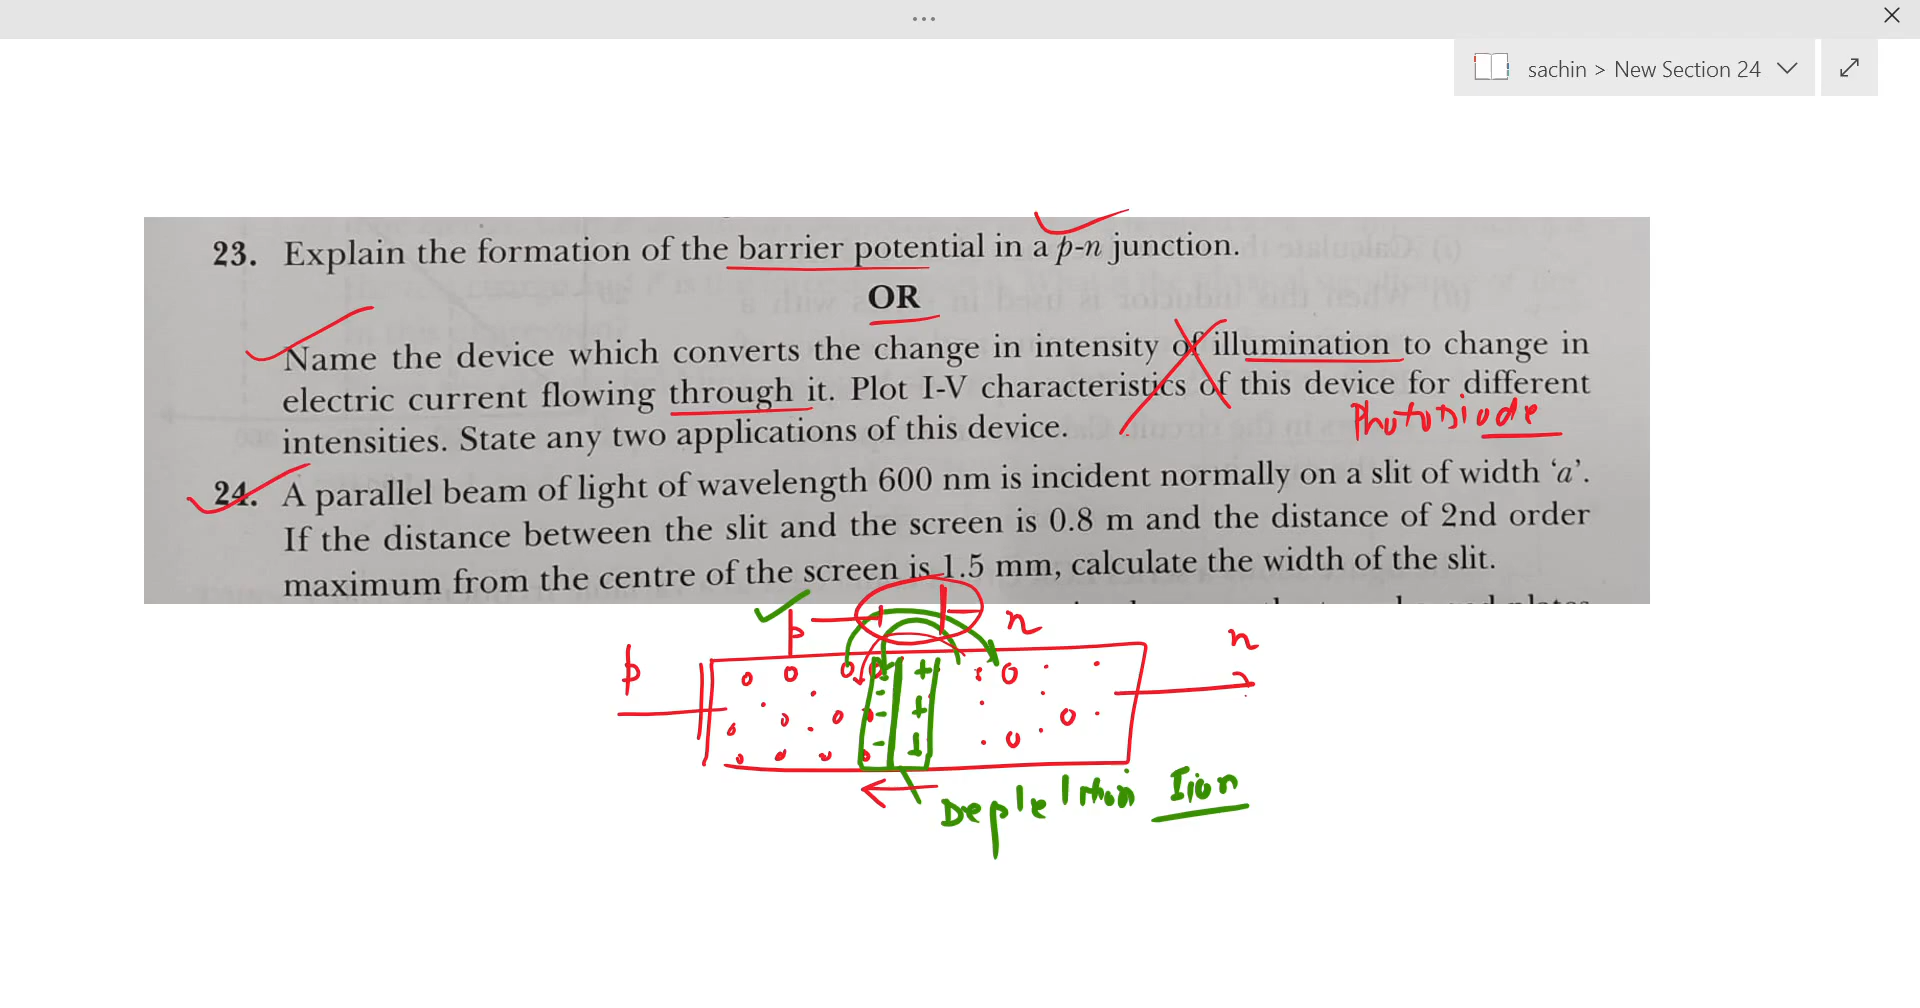 sachin > New Section 24
23. Explain the formation of the barrier potential in a p-n junction.
OR
Name the device which converts the change in intensity of illumination to change in
electric current flowing through it. Plot I-V characteristics of this device for different
Photodiode
intensities. State any two applications of this device.
24. A parallel beam of light of wavelength 600 nm is incident normally on a slit of width ‘a’.
If the distance between the slit and the screen is 0.8 m and the distance of 2nd order
maximum from the centre of the screen is 1.5 mm, calculate the width of the slit.
p n
p n